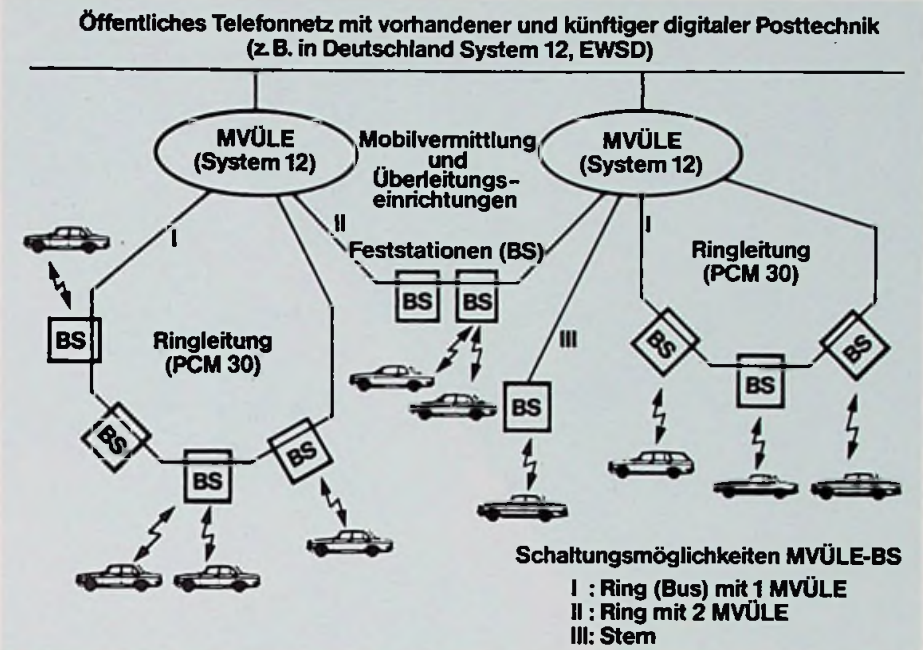 Öffentliches Telefonnetz mit vorhandener und künftiger digitaler Posttechnik
(z.B. in Deutschland System 12, EWSD)
MVÜLE
(System 12)
Mobilvermittlung
und
Überleitungs-
einrichtungen
MVÜLE
(System 12)
I
II
Feststationen (BS)
I
Ringleitung
(PCM 30)
BS
BS
BS
Ringleitung
(PCM 30)
III
BS
BS
BS
BS
BS
BS
BS
BS
Schaltungsmöglichkeiten MVÜLE-BS
I : Ring (Bus) mit 1 MVÜLE
II : Ring mit 2 MVÜLE
III: Stern